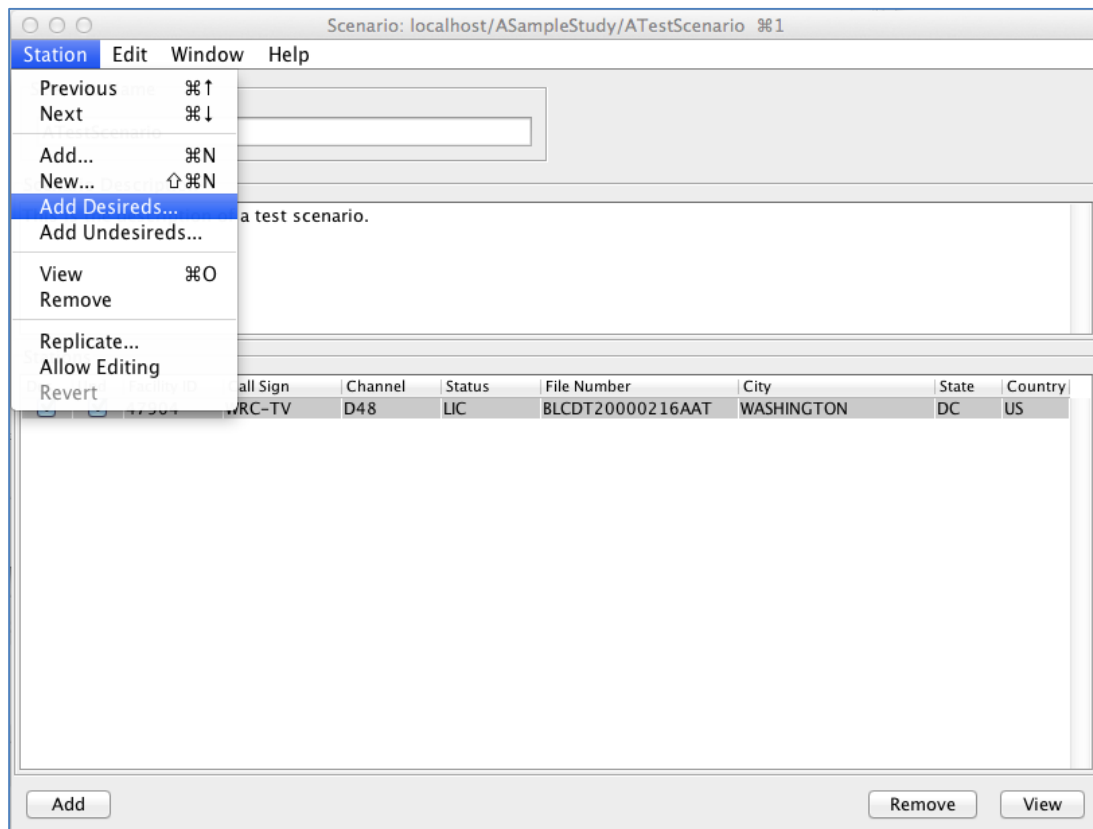 Scenario: localhost/ASampleStudy/ATestScenario ⌘1
Station Edit Window Help
Previous ⌘↑
Next ⌘↓
Add... ⌘N
New... ⇧⌘N
Add Desireds...
Add Undesireds...
View ⌘O
Remove
Replicate...
Allow Editing
Revert
ATestScenario
a test scenario.
Call Sign Channel Status File Number City State Country
47904 WRC-TV D48 LIC BLCDT20000216AAT WASHINGTON DC US
Add Remove View